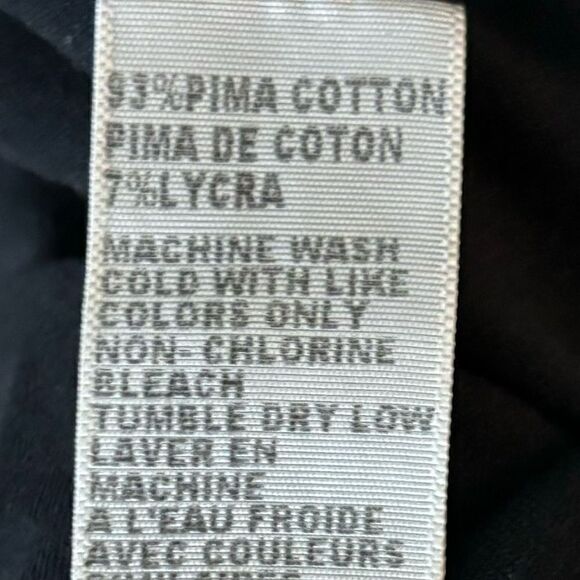 93%PIMA COTTON
PIMA DE COTON
7%LYCRA
MACHINE WASH
COLD WITH LIKE
COLORS ONLY
NON- CHLORINE
BLEACH
TUMBLE DRY LOW
LAVER EN
MACHINE
A L'EAU FROIDE
AVEC COULEURS